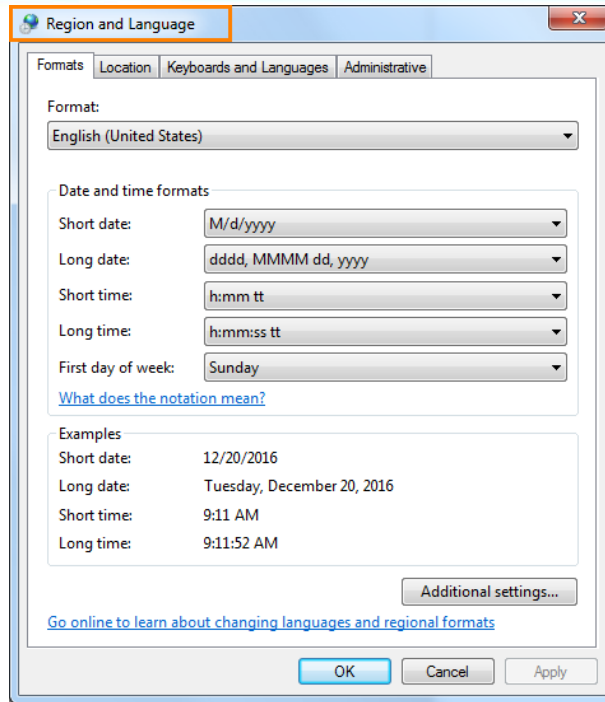 Region and Language
Formats Location Keyboards and Languages Administrative
Format:
English (United States)
Date and time formats
Short date: M/d/yyyy
Long date: dddd, MMMM dd, yyyy
Short time: h:mm tt
Long time: h:mm:ss tt
First day of week: Sunday
What does the notation mean?
Examples
Short date: 12/20/2016
Long date: Tuesday, December 20, 2016
Short time: 9:11 AM
Long time: 9:11:52 AM
Additional settings...
Go online to learn about changing languages and regional formats
OK Cancel Apply